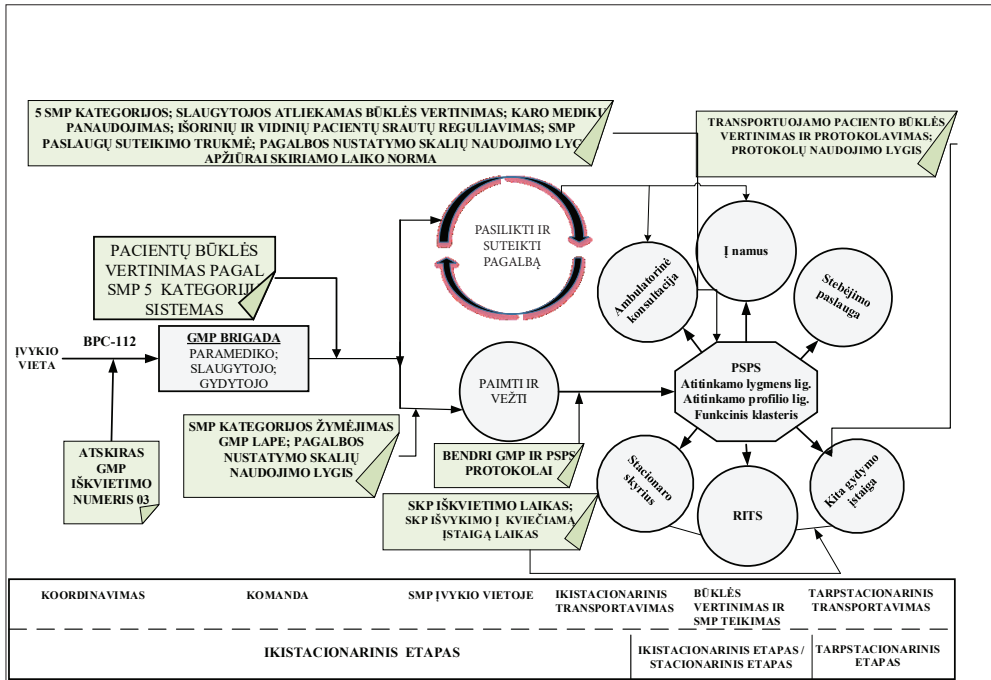 5 SMP KATEGORIJOS; SLAUGYTOJOS ATLIEKAMAS BŪKLĖS VERTINIMAS; KARO MEDIKŲ
PANAUDOJIMAS; IŠORINIŲ IR VIDINIŲ PACIENTŲ SRAUTŲ REGULIAVIMAS; SMP
PASLAUGŲ SUTEIKIMO TRUKMĖ; PAGALBOS NUSTATYMO SKALIŲ NAUDOJIMO LYG
APŽIŪRAI SKIRIAMO LAIKO NORMA
TRANSPORTUOJAMO PACIENTO BŪKLĖS
VERTINIMAS IR PROTOKOLAVIMAS;
PROTOKOLŲ NAUDOJIMO LYGIS
PASILIKTI IR
SUTEIKTI
PAGALBĄ
Į namus
Ambulatorinė
konsultacija
Stebėjimo
paslauga
PACIENTŲ BŪKLĖS
VERTINIMAS PAGAL
SMP 5 KATEGORIJŲ
SISTEMAS
ĮVYKIO
VIETA
BPC-112
GMP BRIGADA
PARAMEDIKO;
SLAUGYTOJO;
GYDYTOJO
PAIMTI IR
VEŽTI
PSPS
Atitinkamo lygmens lig.
Atitinkamo profilio lig.
Funkcinis klasteris
SMP KATEGORIJOS ŽYMĖJIMAS
GMP LAPE; PAGALBOS
NUSTATYMO SKALIŲ
NAUDOJIMO LYGIS
BENDRI GMP IR PSPS
PROTOKOLAI
ATSKIRAS
GMP
IŠKVIETIMO
NUMERIS 03
SKP IŠKVIETIMO LAIKAS;
SKP IŠVYKIMO Į KVIEČIAMĄ
ĮSTAIGĄ LAIKAS
Stacionaro
skyrius
RITS
Kita gydymo
įstaiga
KOORDINAVIMAS
KOMANDA
SMP ĮVYKIO VIETOJE
IKISTACIONARINIS
TRANSPORTAVIMAS
BŪKLĖS
VERTINIMAS IR
SMP TEIKIMAS
TARPSTACIONARINIS
TRANSPORTAVIMAS
IKISTACIONARINIS ETAPAS
IKISTACIONARINIS ETAPAS /
STACIONARINIS ETAPAS
TARPSTACIONARINIS
ETAPAS